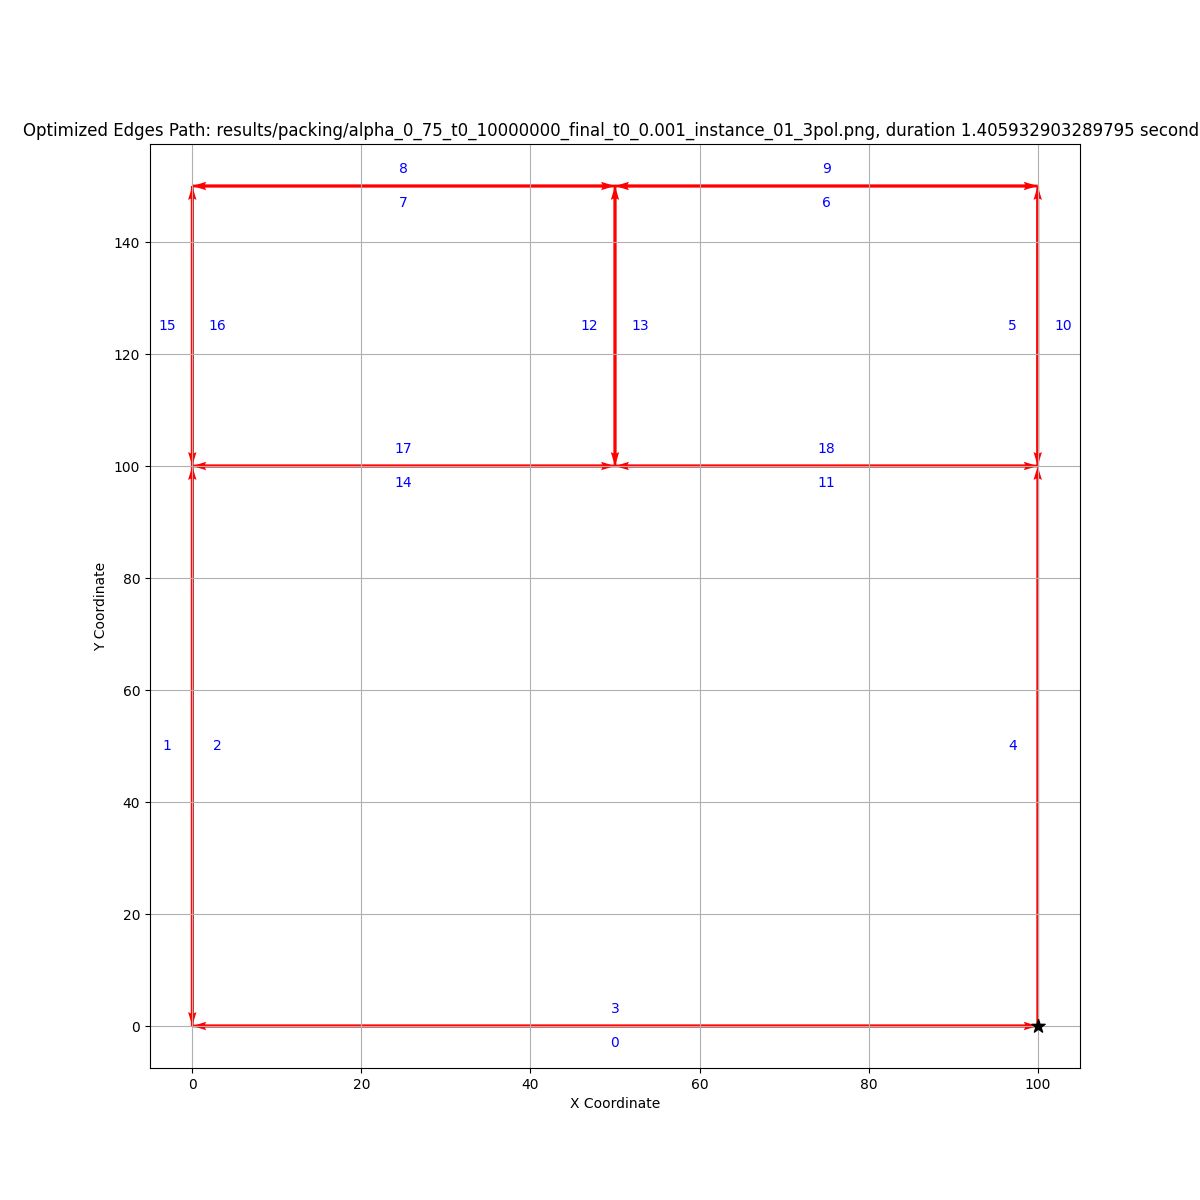 Optimized Edges Path: results/packing/alpha_0_75_t0_10000000_final_t0_0.001_instance_01_3pol.png, duration 1.405932903289795 second
8 9
7 6
140
15 16 12 13 5 10
120
17 18
100
14 11
80
Y Coordinate
60
1 2 4
40
20
3
0
0
0 20 40 60 80 100
X Coordinate